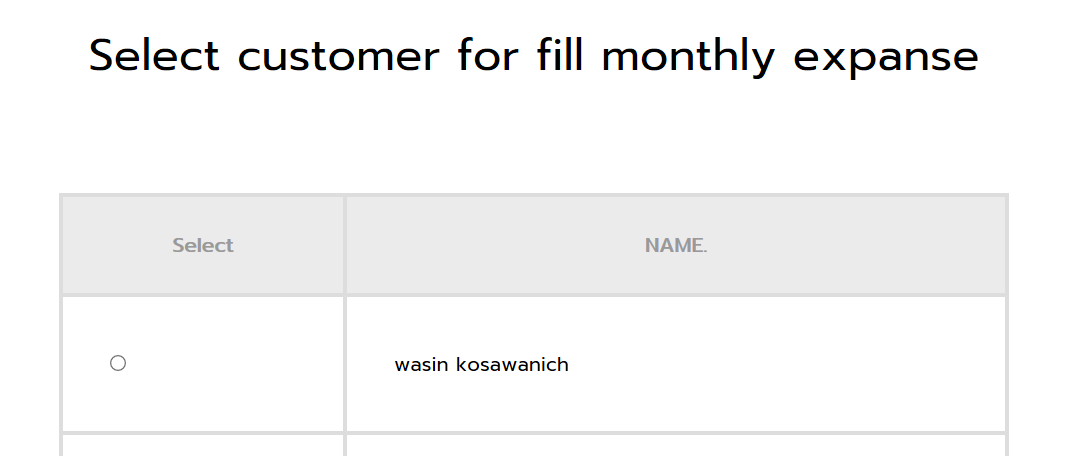 Select customer for fill monthly expanse
Select NAME.
wasin kosawanich